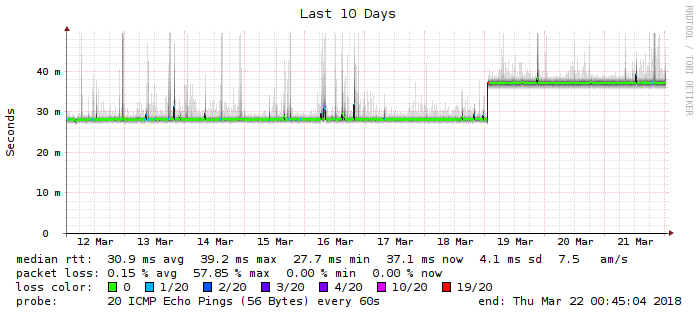 Last 10 Days
RRDTOOL / TOBI OETIKER
Seconds
40 m
30 m
20 m
10 m
0
12 Mar 13 Mar 14 Mar 15 Mar 16 Mar 17 Mar 18 Mar 19 Mar 20 Mar 21 Mar
median rtt: 30.9 ms avg 39.2 ms max 27.7 ms min 37.1 ms now 4.1 ms sd 7.5 am/s
packet loss: 0.15 % avg 57.85 % max 0.00 % min 0.00 % now
loss color: 0 1/20 2/20 3/20 4/20 10/20 19/20
probe: 20 ICMP Echo Pings (56 Bytes) every 60s end: Thu Mar 22 00:45:04 2018